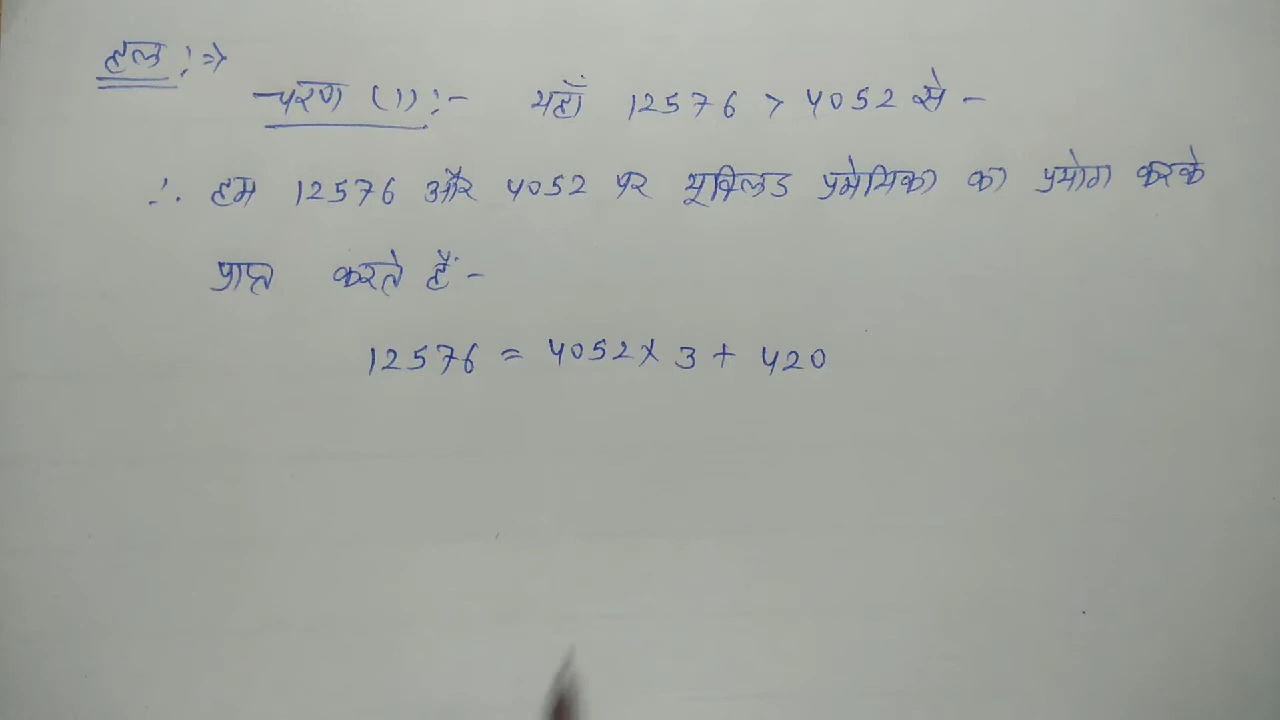 हल :⇒
चरण (1) :- यहाँ 12576 > 4052 से -
∴ हम 12576 और 4052 पर यूक्लिड प्रमेयिका का प्रयोग करके
प्राप्त करते हैं -
12576 = 4052 × 3 + 420